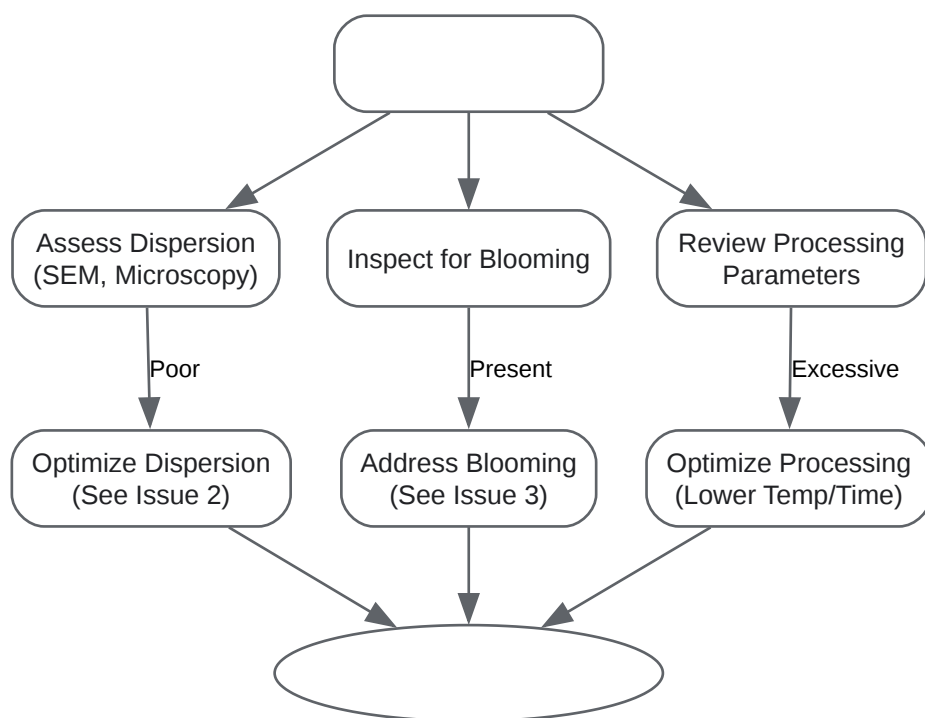 Assess Dispersion
(SEM, Microscopy)
Inspect for Blooming
Review Processing
Parameters
Poor
Present
Excessive
Optimize Dispersion
(See Issue 2)
Address Blooming
(See Issue 3)
Optimize Processing
(Lower Temp/Time)